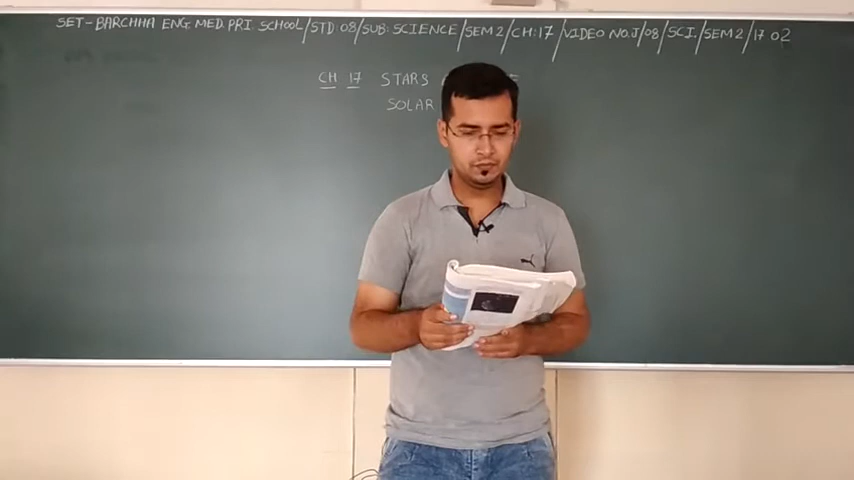 SET-BARCHHA ENG. MED. PRI. SCHOOL/STD:08/SUB: SCIENCE/SEM 2/CH:17/VIDEO NO.J/08/SCI./SEM 2/17 02
CH 17 STARS
SOLAR